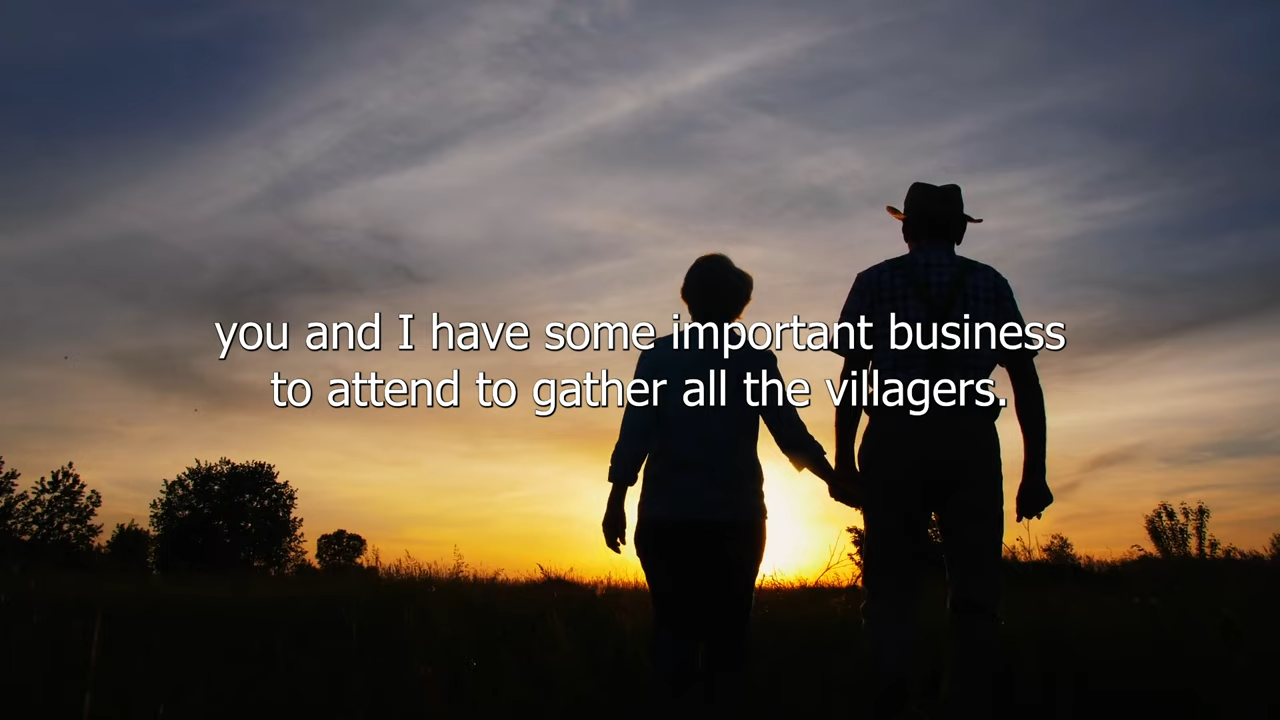 you and I have some important business
to attend to gather all the villagers.